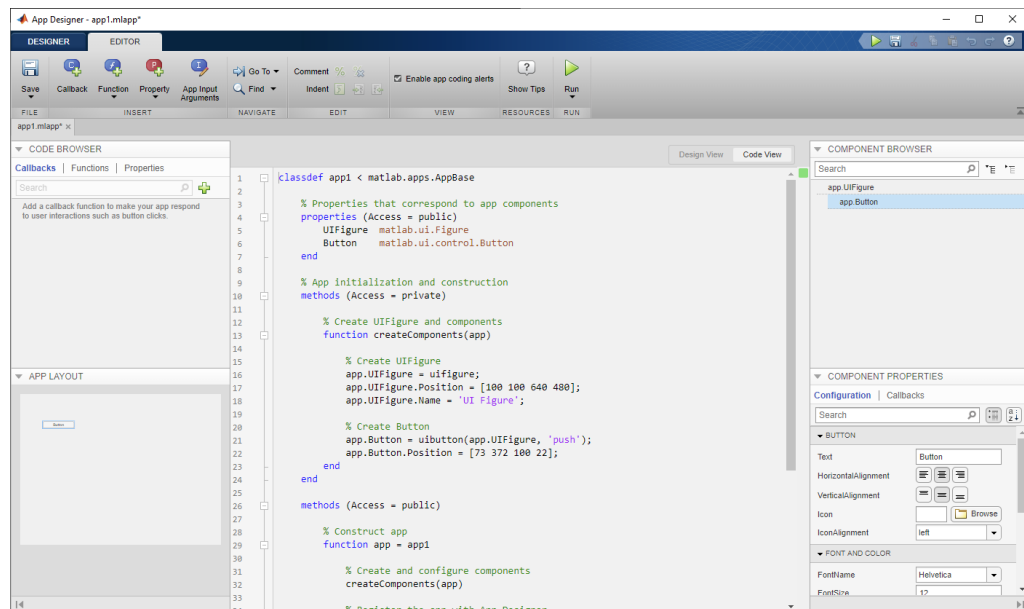 App Designer - app1.mlapp*
DESIGNER EDITOR
Save Callback Function Property App Input Arguments Go To Find Comment Indent Enable app coding alerts Show Tips Run
FILE INSERT NAVIGATE EDIT VIEW RESOURCES RUN
app1.mlapp*
CODE BROWSER
Callbacks | Functions | Properties
Search
Add a callback function to make your app respond
to user interactions such as button clicks.
APP LAYOUT
Button
Design View Code View
1 classdef app1 < matlab.apps.AppBase
2
3 % Properties that correspond to app components
4 properties (Access = public)
5 UIFigure matlab.ui.Figure
6 Button matlab.ui.control.Button
7 end
8
9 % App initialization and construction
10 methods (Access = private)
11
12 % Create UIFigure and components
13 function createComponents(app)
14
15 % Create UIFigure
16 app.UIFigure = uifigure;
17 app.UIFigure.Position = [100 100 640 480];
18 app.UIFigure.Name = 'UI Figure';
19
20 % Create Button
21 app.Button = uibutton(app.UIFigure, 'push');
22 app.Button.Position = [73 372 100 22];
23 end
24 end
25
26 methods (Access = public)
27
28 % Construct app
29 function app = app1
30
31 % Create and configure components
32 createComponents(app)
33
% Register the app with App Designer
COMPONENT BROWSER
Search
app.UIFigure
app.Button
COMPONENT PROPERTIES
Configuration | Callbacks
Search
BUTTON
Text Button
HorizontalAlignment
VerticalAlignment
Icon Browse
IconAlignment left
FONT AND COLOR
FontName Helvetica
FontSize 12